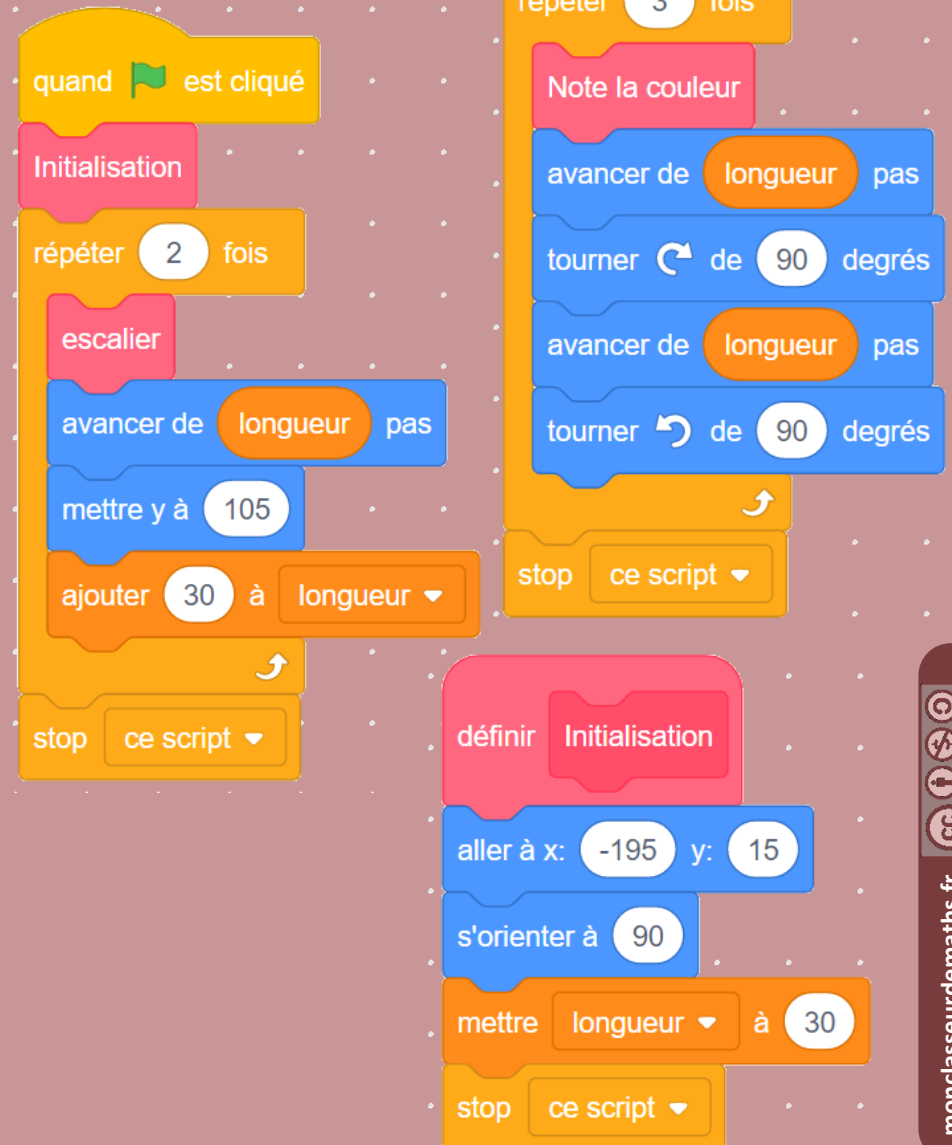 quand est cliqué
Initialisation
répéter 2 fois
escalier
avancer de longueur pas
mettre y à 105
ajouter 30 à longueur
stop ce script
répéter 3 fois
Note la couleur
avancer de longueur pas
tourner de 90 degrés
avancer de longueur pas
tourner de 90 degrés
stop ce script
définir Initialisation
aller à x: -195 y: 15
s'orienter à 90
mettre longueur à 30
stop ce script
cc
monclasseurdemaths.fr